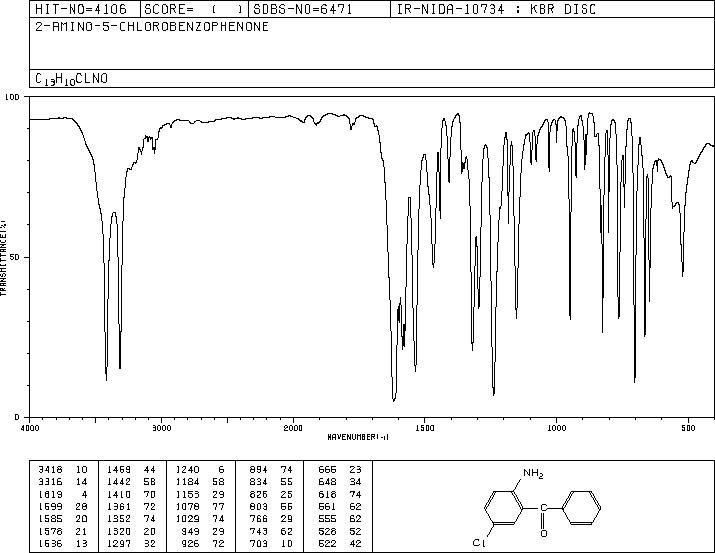 HIT-NO=4106 SCORE= ( ) SDBS-NO=6471 IR-NIDA-10734 : KBR DISC
2-AMINO-5-CHLOROBENZOPHENONE
C13H10CLNO
100
50
0
TRANSMITTANCE(%)
4000 3000 2000 1500 1000 500
WAVENUMBER(-1)
3418 10 1469 44 1240 6 894 74 666 23
3316 14 1442 58 1184 58 834 55 648 34
1619 4 1410 70 1153 29 826 25 618 74
1599 28 1361 72 1078 77 803 55 561 62
1585 20 1352 74 1029 74 766 29 555 62
1578 21 1320 20 949 29 743 62 528 52
1536 13 1297 32 926 72 703 10 522 42
NH2
C
O
Cl